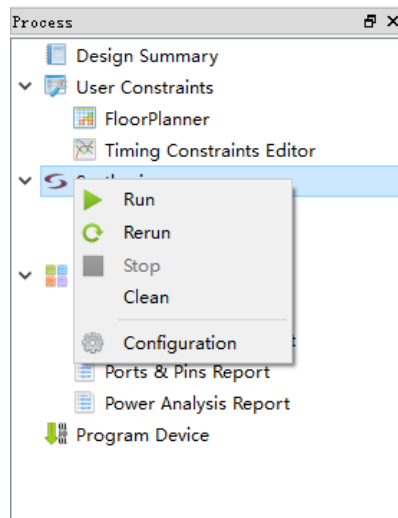 Process
Design Summary
User Constraints
FloorPlanner
Timing Constraints Editor
Run
Rerun
Stop
Clean
Configuration
Ports & Pins Report
Power Analysis Report
Program Device